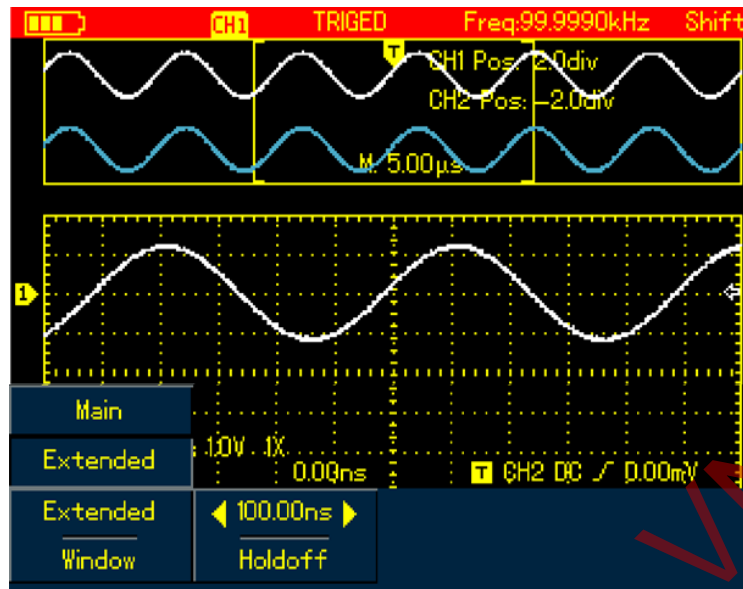 CH1 TRIGED Freq:99.9990kHz Shift
T
CH1 Pos: 2.0div
CH2 Pos: -2.0div
M: 5.00µs
1
Main
1.0V 1X
Extended
0.00ns T CH2 DC 0.00mV
Extended 100.00ns
Window Holdoff